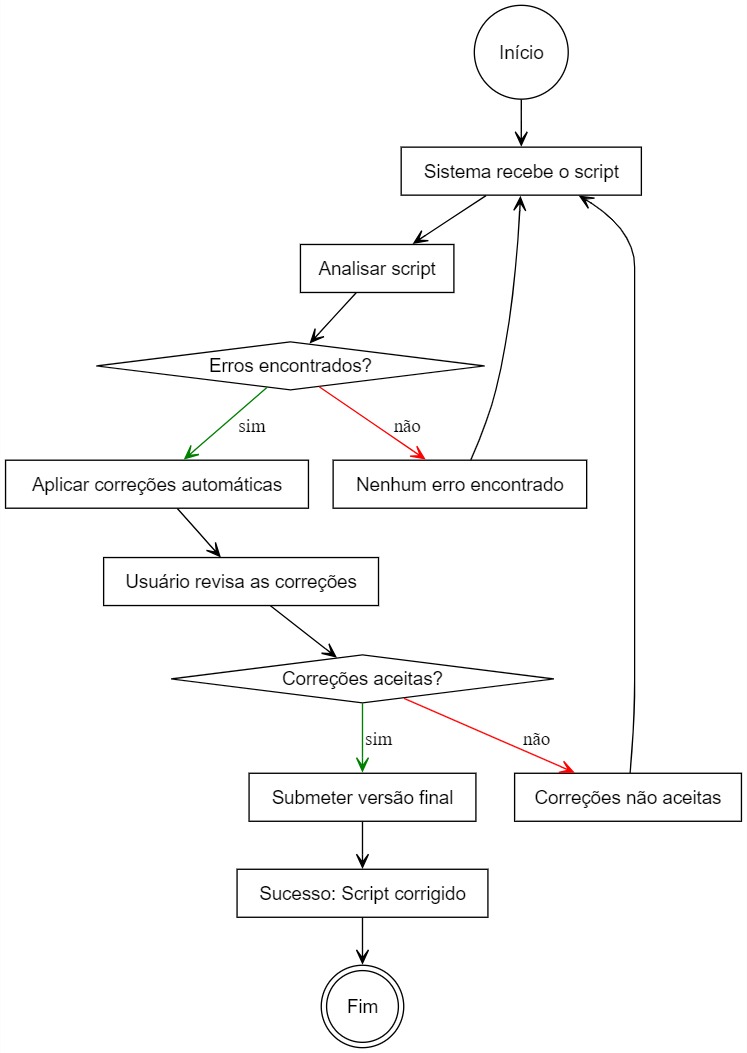 Início
Sistema recebe o script
Analisar script
Erros encontrados?
sim
não
Aplicar correções automáticas
Nenhum erro encontrado
Usuário revisa as correções
Correções aceitas?
sim
não
Submeter versão final
Correções não aceitas
Sucesso: Script corrigido
Fim